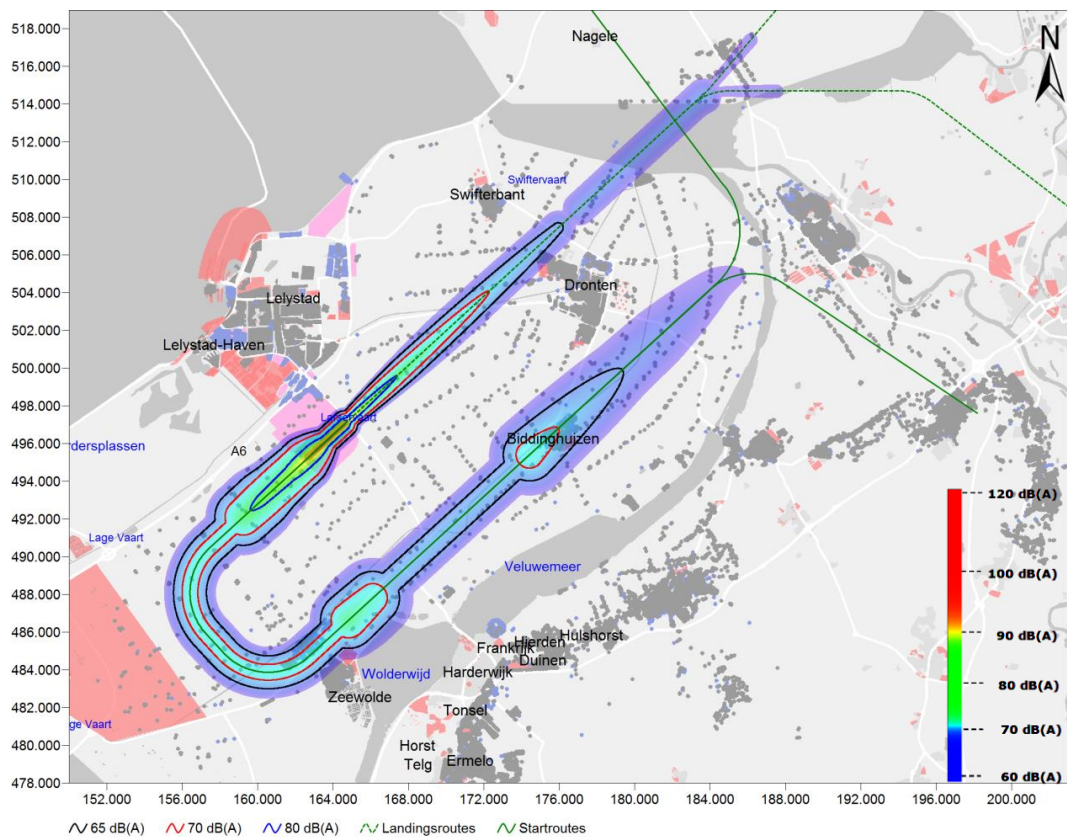 518.000
516.000
514.000
512.000
510.000
508.000
506.000
504.000
502.000
500.000
498.000
496.000
494.000
492.000
490.000
488.000
486.000
484.000
482.000
480.000
478.000
Nagele
N
Swifterbant
Swiftervaart
Dronten
Lelystad
Lelystad-Haven
Biddinghuizen
rdersplassen
A6
Lage Vaart
Veluwemeer
Hulshorst
Hierden
Frankrijk
Duinen
Harderwijk
Wolderwijd
Zeewolde
Tonsel
ge Vaart
Horst
Telg
Ermelo
120 dB(A)
100 dB(A)
90 dB(A)
80 dB(A)
70 dB(A)
60 dB(A)
152.000 156.000 160.000 164.000 168.000 172.000 176.000 180.000 184.000 188.000 192.000 196.000 200.000
65 dB(A) 70 dB(A) 80 dB(A) Landingsroutes Startroutes